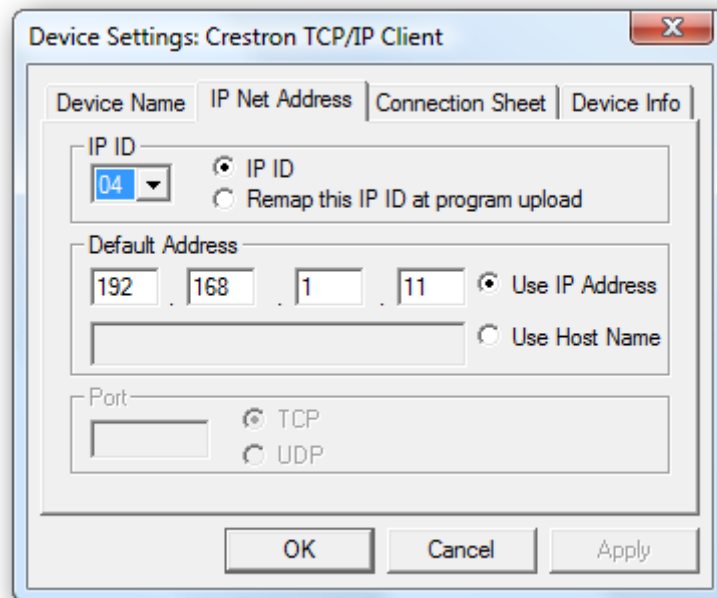 Device Settings: Crestron TCP/IP Client
Device Name IP Net Address Connection Sheet Device Info
IP ID
04 IP ID
Remap this IP ID at program upload
Default Address
192 . 168 . 1 . 11 Use IP Address
Use Host Name
Port
TCP
UDP
OK Cancel Apply